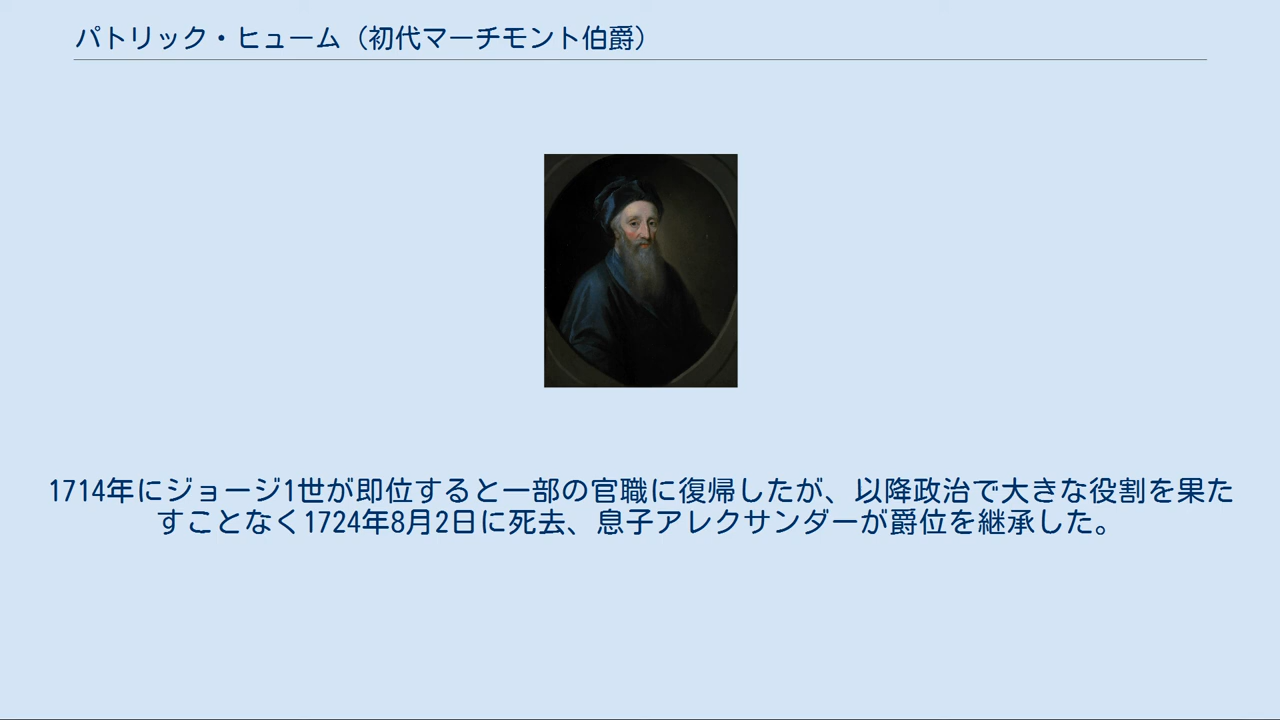 パトリック・ヒューム（初代マーチモント伯爵）
1714年にジョージ1世が即位すると一部の官職に復帰したが、以降政治で大きな役割を果た
すことなく1724年8月2日に死去、息子アレクサンダーが爵位を継承した。